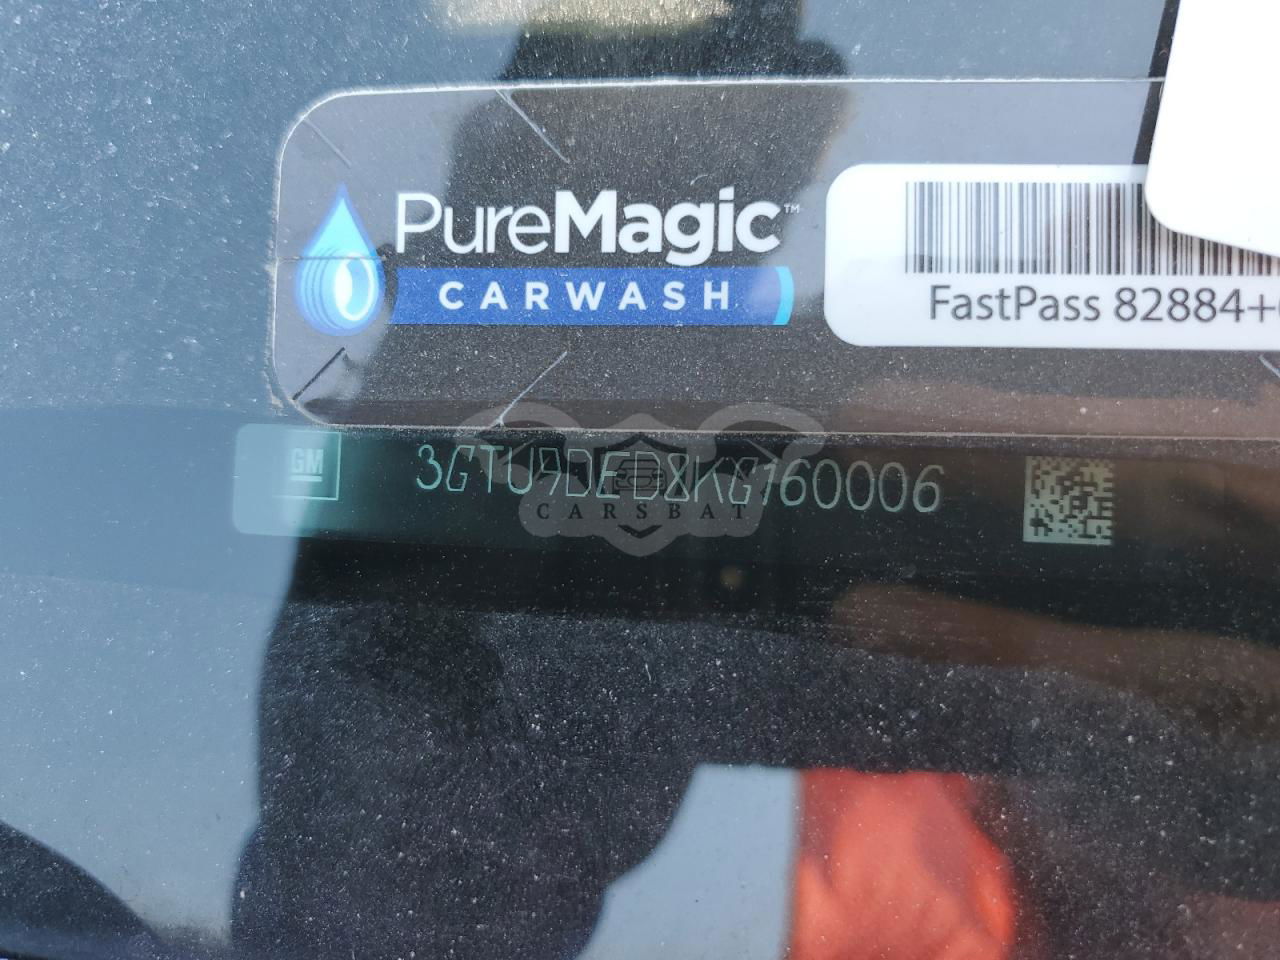 PureMagic™
CARWASH
FastPass 82884+
GM
3GTU9DED8KG160006
CARSBAT